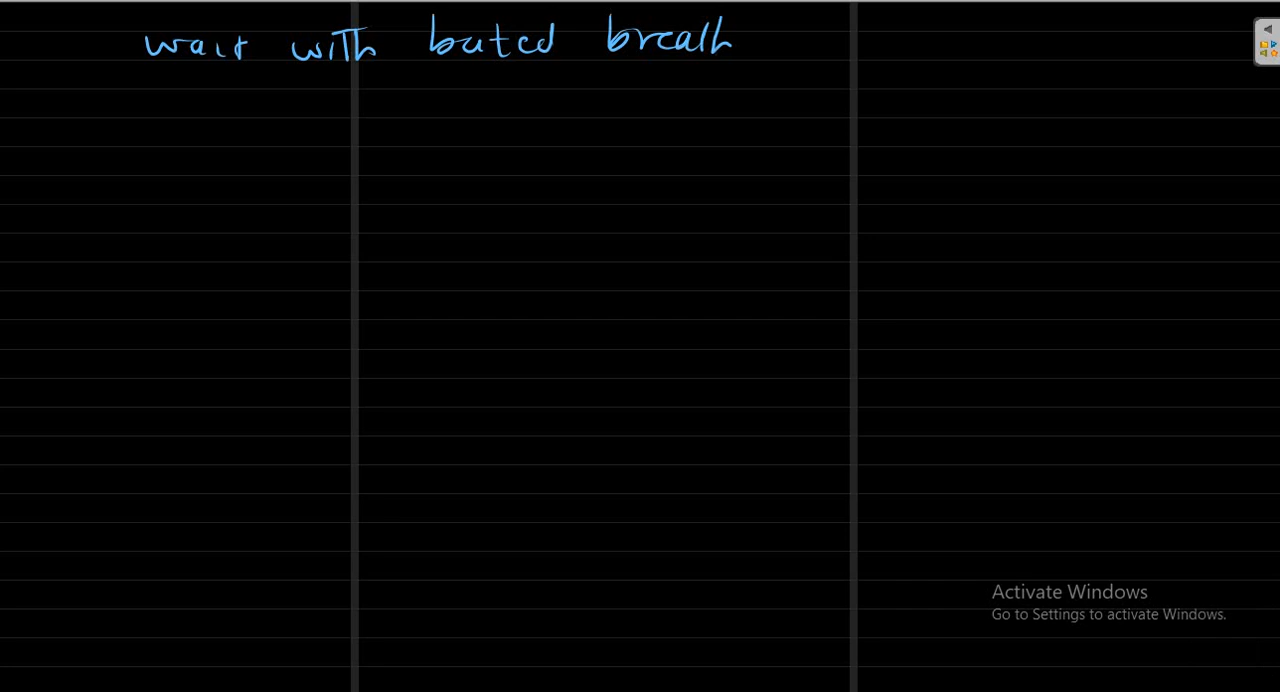 wait with bated breath
Activate Windows
Go to Settings to activate Windows.